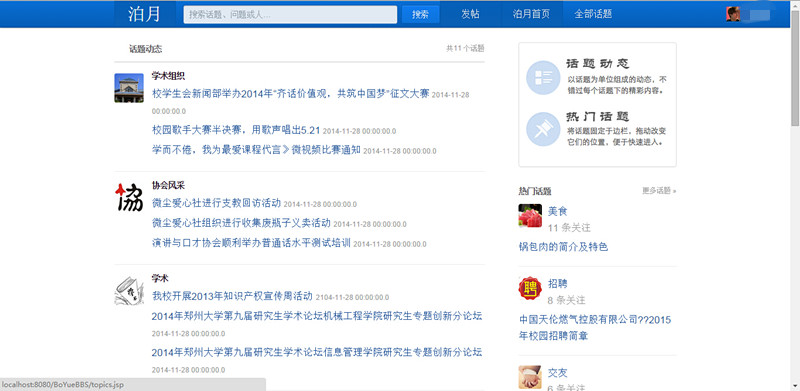 泊月
搜索话题、问题或人...
搜索
发帖
泊月首页
全部话题
话题动态
共11 个话题
学术组织
校学生会新闻部举办2014年“齐话价值观，共筑中国梦”征文大赛 2014-11-28
00:00:00.0
校园歌手大赛半决赛，用歌声唱出5.21 2014-11-28 00:00:00.0
学而不倦，我为最爱课程代言》微视频比赛通知 2014-11-28 00:00:00.0
协会风采
微尘爱心社进行支教回访活动 2014-11-28 00:00:00.0
微尘爱心社组织进行收集废瓶子义卖活动 2014-11-28 00:00:00.0
演讲与口才协会顺利举办普通话水平测试培训 2014-11-28 00:00:00.0
学术
我校开展2013年知识产权宣传周活动 2104-11-28 00:00:00.0
2014年郑州大学第九届研究生学术论坛机械工程学院研究生专题创新分论坛
2014-11-28 00:00:00.0
2014年郑州大学第九届研究生学术论坛信息管理学院研究生专题创新分论坛
2014-11-28 00:00:00.0
话题动态
以话题为单位组成的动态，不
错过每个话题下的精彩内容。
热门话题
将话题固定于边栏，拖动改变
它们的位置，便于快速进入。
热门话题
更多话题 »
美食
11 条关注
锅包肉的简介及特色
聘
招聘
8 条关注
中国天伦燃气控股有限公司??2015
年校园招聘简章
交友
6 条关注
協
localhost:8080/BoYueBBS/topics.jsp